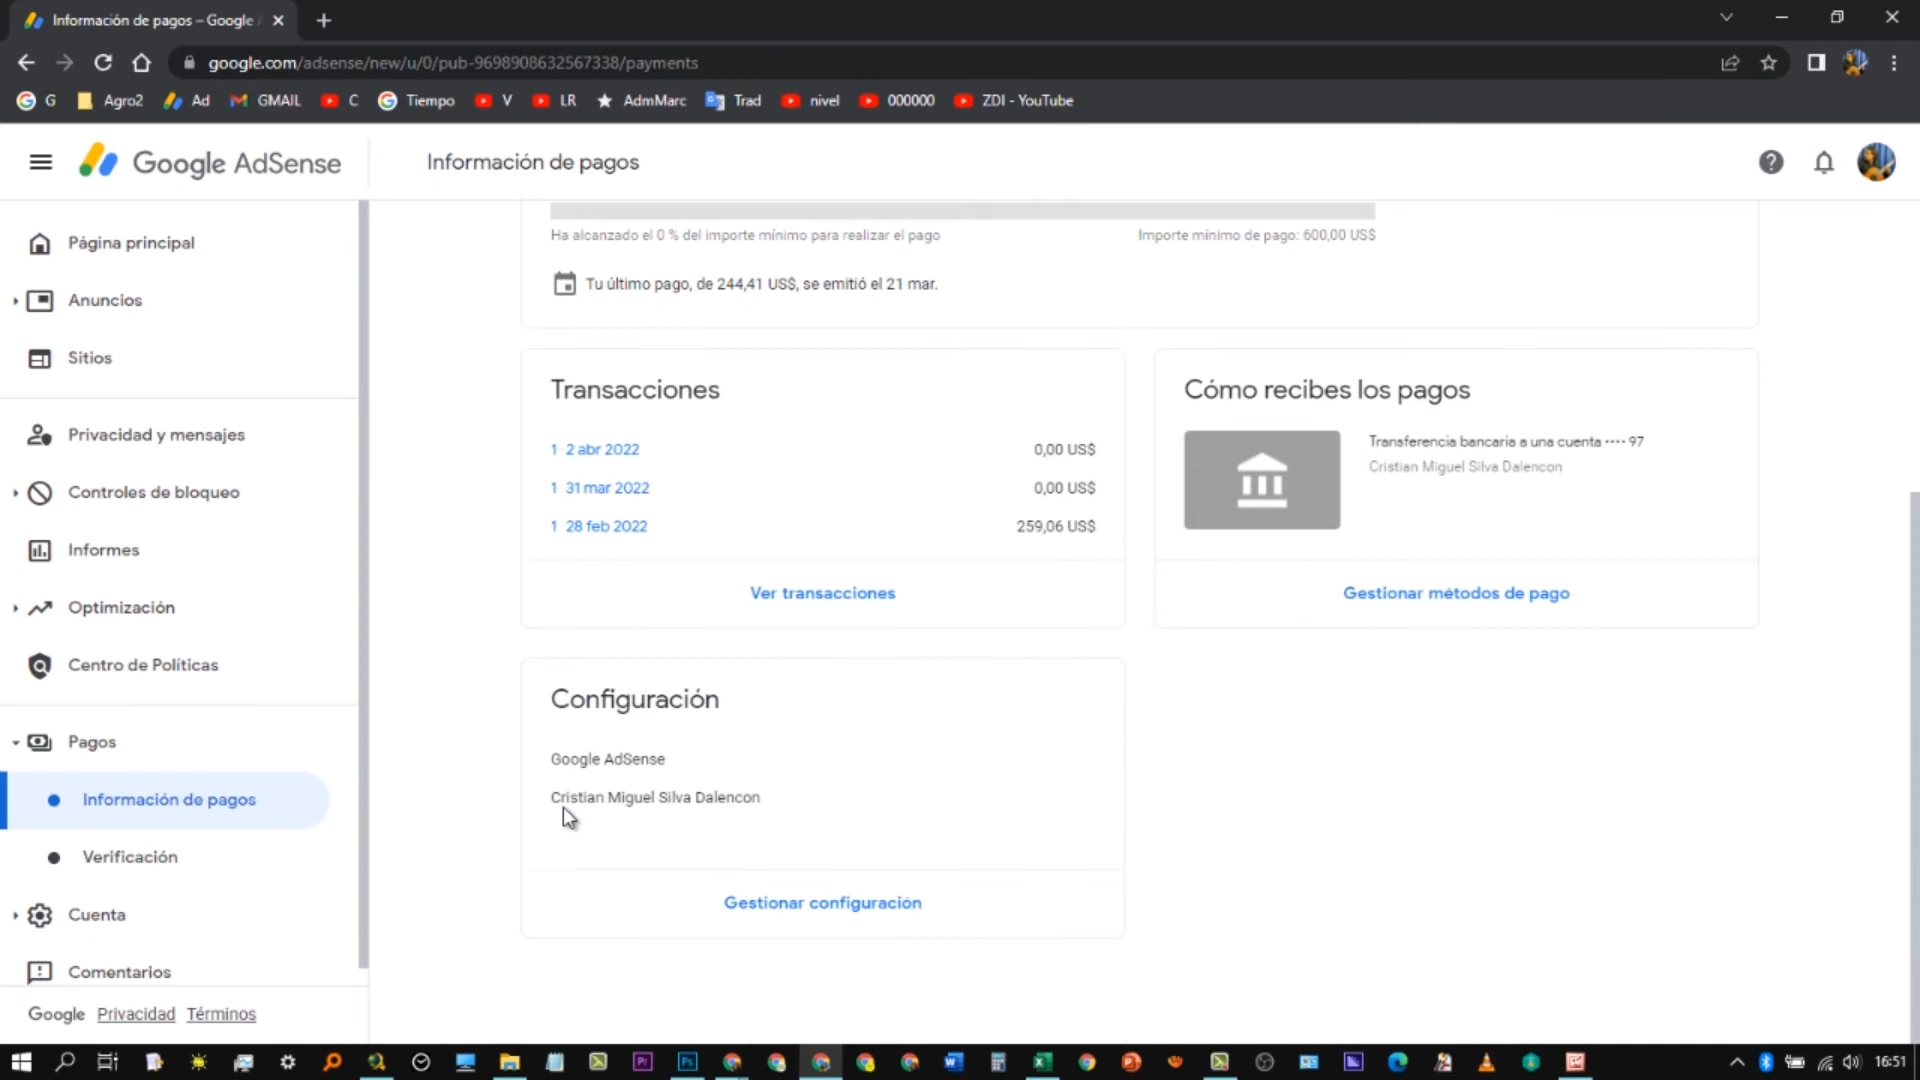 Información de pagos – Google A
google.com/adsense/new/u/0/pub-9698908632567338/payments
G Agro2 Ad GMAIL C Tiempo V LR AdmMarc Trad nivel 000000 ZDI - YouTube
Google AdSense
Información de pagos
Página principal
Anuncios
Sitios
Privacidad y mensajes
Controles de bloqueo
Informes
Optimización
Centro de Políticas
Pagos
Información de pagos
Verificación
Cuenta
Comentarios
Google Privacidad Términos
Ha alcanzado el 0 % del importe mínimo para realizar el pago
Importe mínimo de pago: 600,00 US$
Tu último pago, de 244,41 US$, se emitió el 21 mar.
Transacciones
1 2 abr 2022 0,00 US$
1 31 mar 2022 0,00 US$
1 28 feb 2022 259,06 US$
Ver transacciones
Cómo recibes los pagos
Transferencia bancaria a una cuenta •••• 97
Cristian Miguel Silva Dalencon
Gestionar métodos de pago
Configuración
Google AdSense
Cristian Miguel Silva Dalencon
Gestionar configuración
16:51